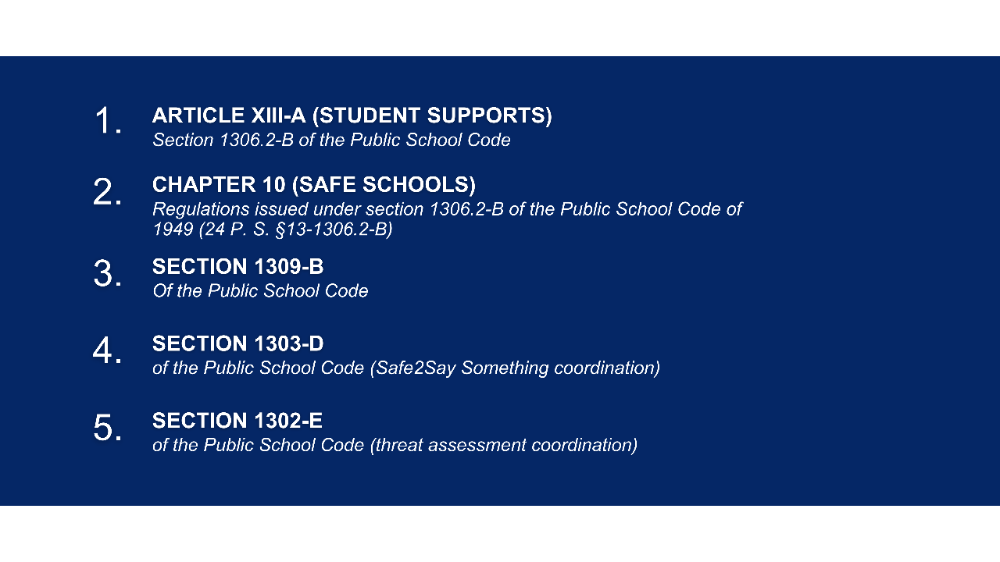 1. ARTICLE XIII-A (STUDENT SUPPORTS)
Section 1306.2-B of the Public School Code
2. CHAPTER 10 (SAFE SCHOOLS)
Regulations issued under section 1306.2-B of the Public School Code of
1949 (24 P. S. §13-1306.2-B)
3. SECTION 1309-B
Of the Public School Code
4. SECTION 1303-D
of the Public School Code (Safe2Say Something coordination)
5. SECTION 1302-E
of the Public School Code (threat assessment coordination)